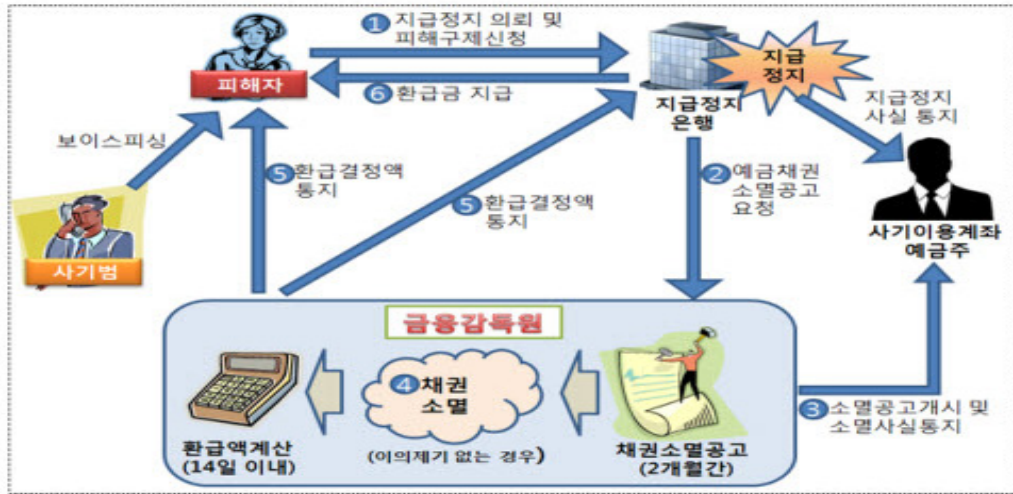 ① 지급정지 의뢰 및
피해구제신청
피해자
⑥ 환급금 지급
지급
정지
지급정지
은행
지급정지
사실 통지
보이스피싱
사기범
⑤ 환급결정액
통지
⑤ 환급결정액
통지
② 예금채권
소멸공고
요청
사기이용계좌
예금주
금융감독원
④ 채권
소멸
환급액계산
(14일 이내)
(이의제기 없는 경우)
채권소멸공고
(2개월간)
③ 소멸공고개시 및
소멸사실통지